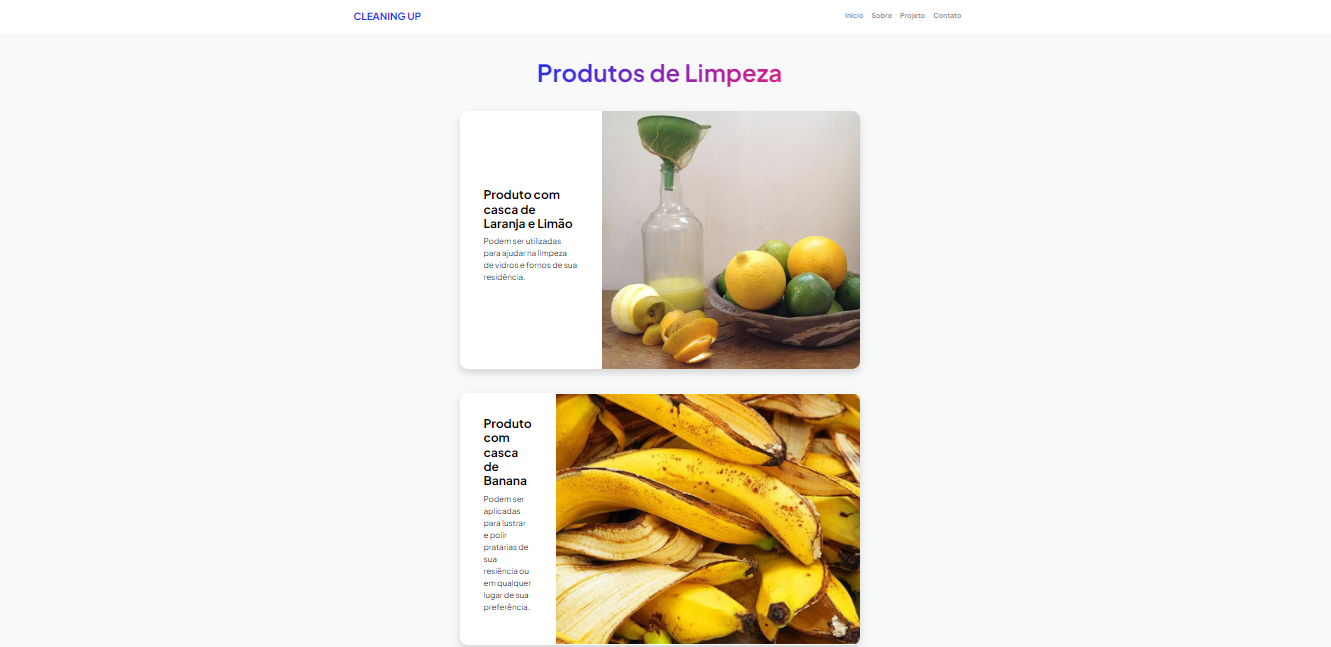 CLEANING UP
Início Sobre Projeto Contato
Produtos de Limpeza
Produto com
casca de
Laranja e Limão
Podem ser utilizadas
para ajudar na limpeza
de vidros e fornos de sua
residência.
Produto
com
casca
de
Banana
Podem ser
aplicadas
para lustrar
e polir
pratarias de
sua
resiência ou
em qualquer
lugar de sua
preferência.